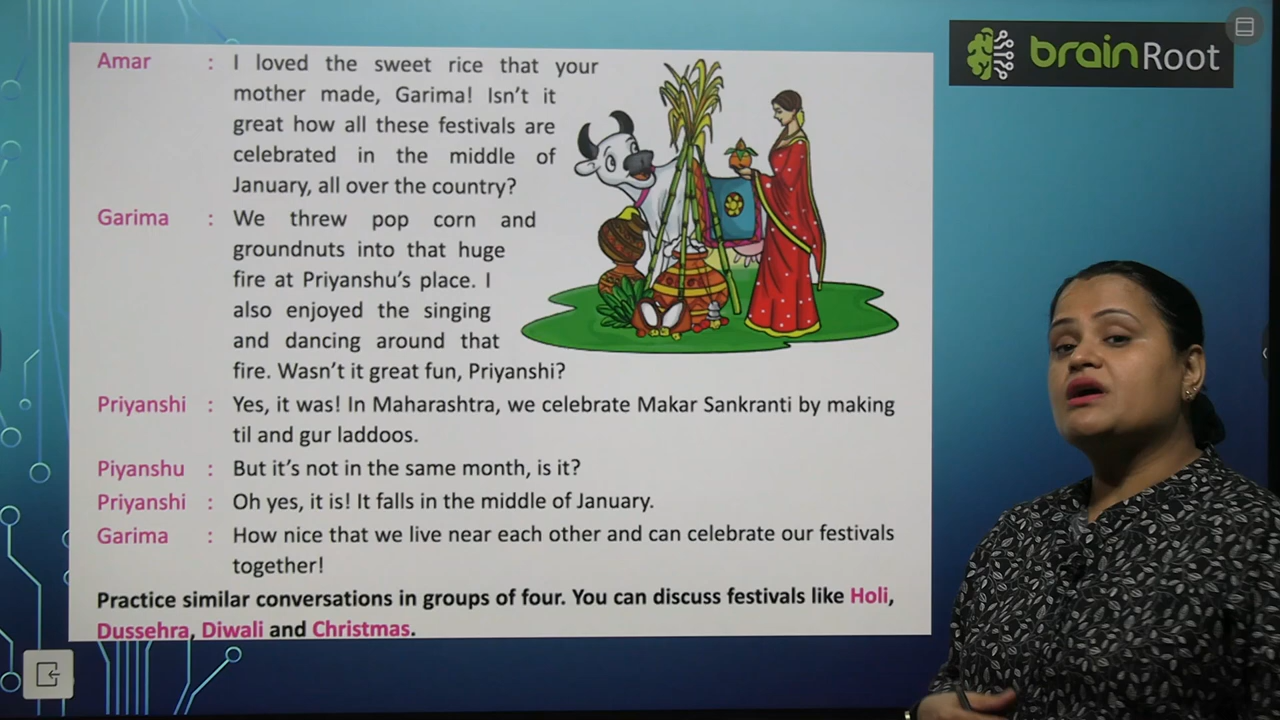 brainRoot
Amar : I loved the sweet rice that your
mother made, Garima! Isn't it
great how all these festivals are
celebrated in the middle of
January, all over the country?
Garima : We threw pop corn and
groundnuts into that huge
fire at Priyanshu's place. I
also enjoyed the singing
and dancing around that
fire. Wasn't it great fun, Priyanshi?
Priyanshi : Yes, it was! In Maharashtra, we celebrate Makar Sankranti by making
til and gur laddoos.
Piyanshu : But it's not in the same month, is it?
Priyanshi : Oh yes, it is! It falls in the middle of January.
Garima : How nice that we live near each other and can celebrate our festivals
together!
Practice similar conversations in groups of four. You can discuss festivals like Holi,
Dussehra, Diwali and Christmas.